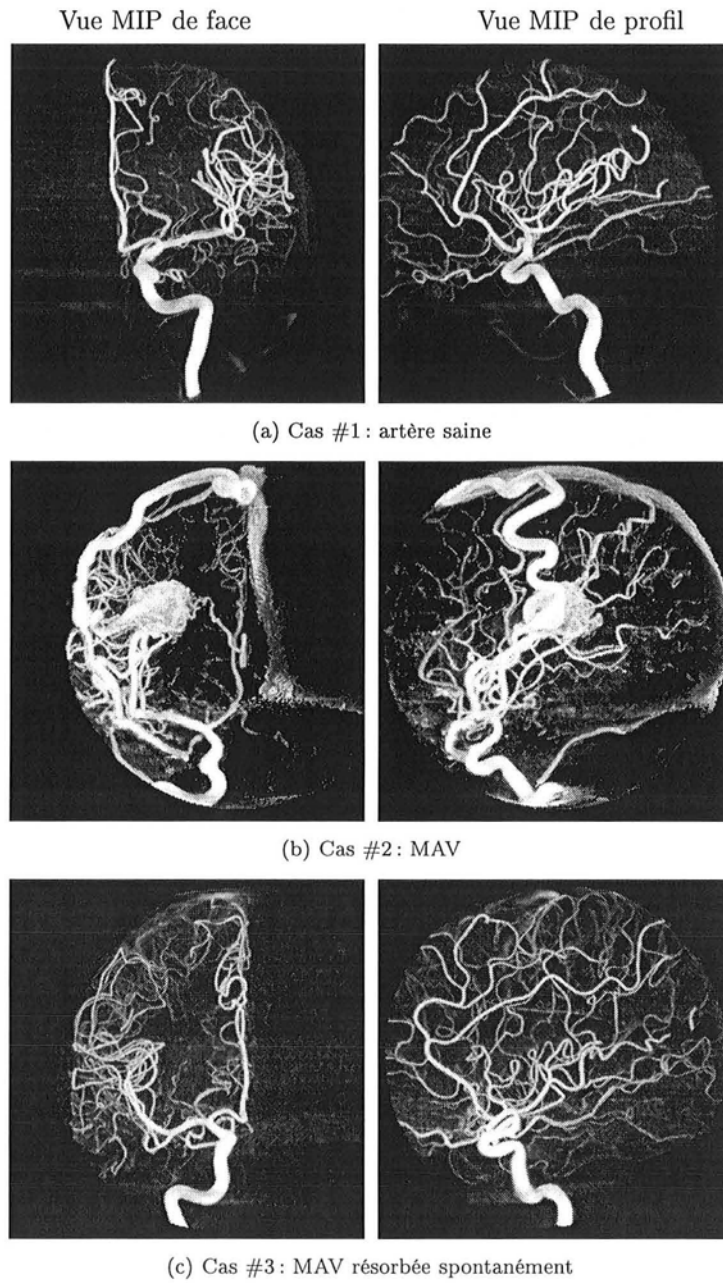 Vue MIP de face
Vue MIP de profil
(a) Cas #1 : artère saine
(b) Cas #2 : MAV
(c) Cas #3 : MAV résorbée spontanément